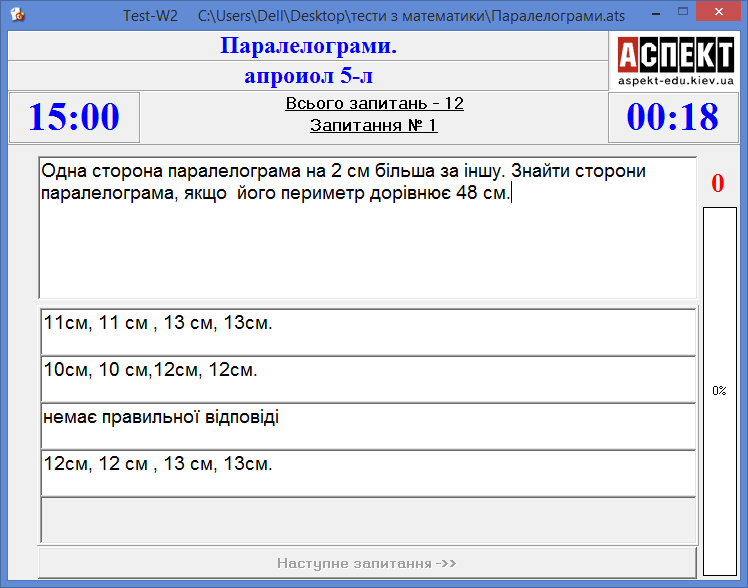 Test-W2 C:\Users\Dell\Desktop\тести з математики\Паралелограми.ats
Паралелограми.
апроиол 5-л
АСПЕКТ
aspekt-edu.kiev.ua
15:00
Всього запитань - 12
Запитання № 1
00:18
Одна сторона паралелограма на 2 см більша за іншу. Знайти сторони
паралелограма, якщо його периметр дорівнює 48 см.
0
11см, 11 см , 13 см, 13см.
10см, 10 см,12см, 12см.
0%
немає правильної відповіді
12см, 12 см , 13 см, 13см.
Наступне запитання ->>